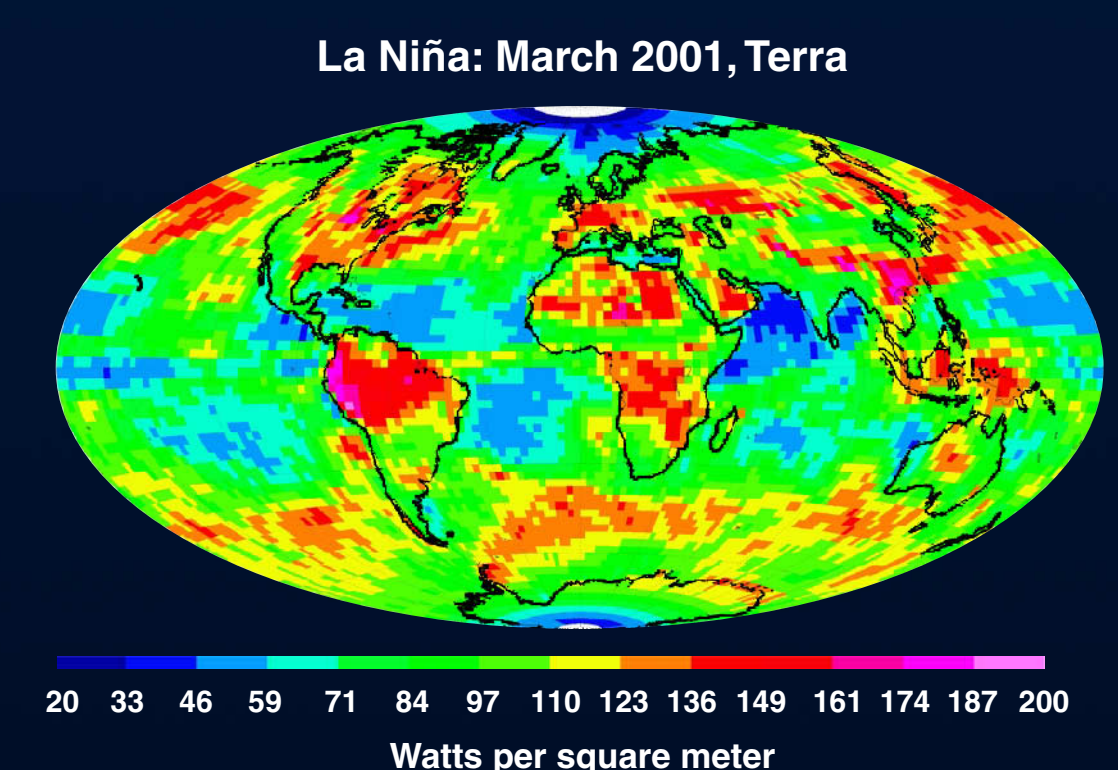 La Niña: March 2001, Terra
20 33 46 59 71 84 97 110 123 136 149 161 174 187 200
Watts per square meter